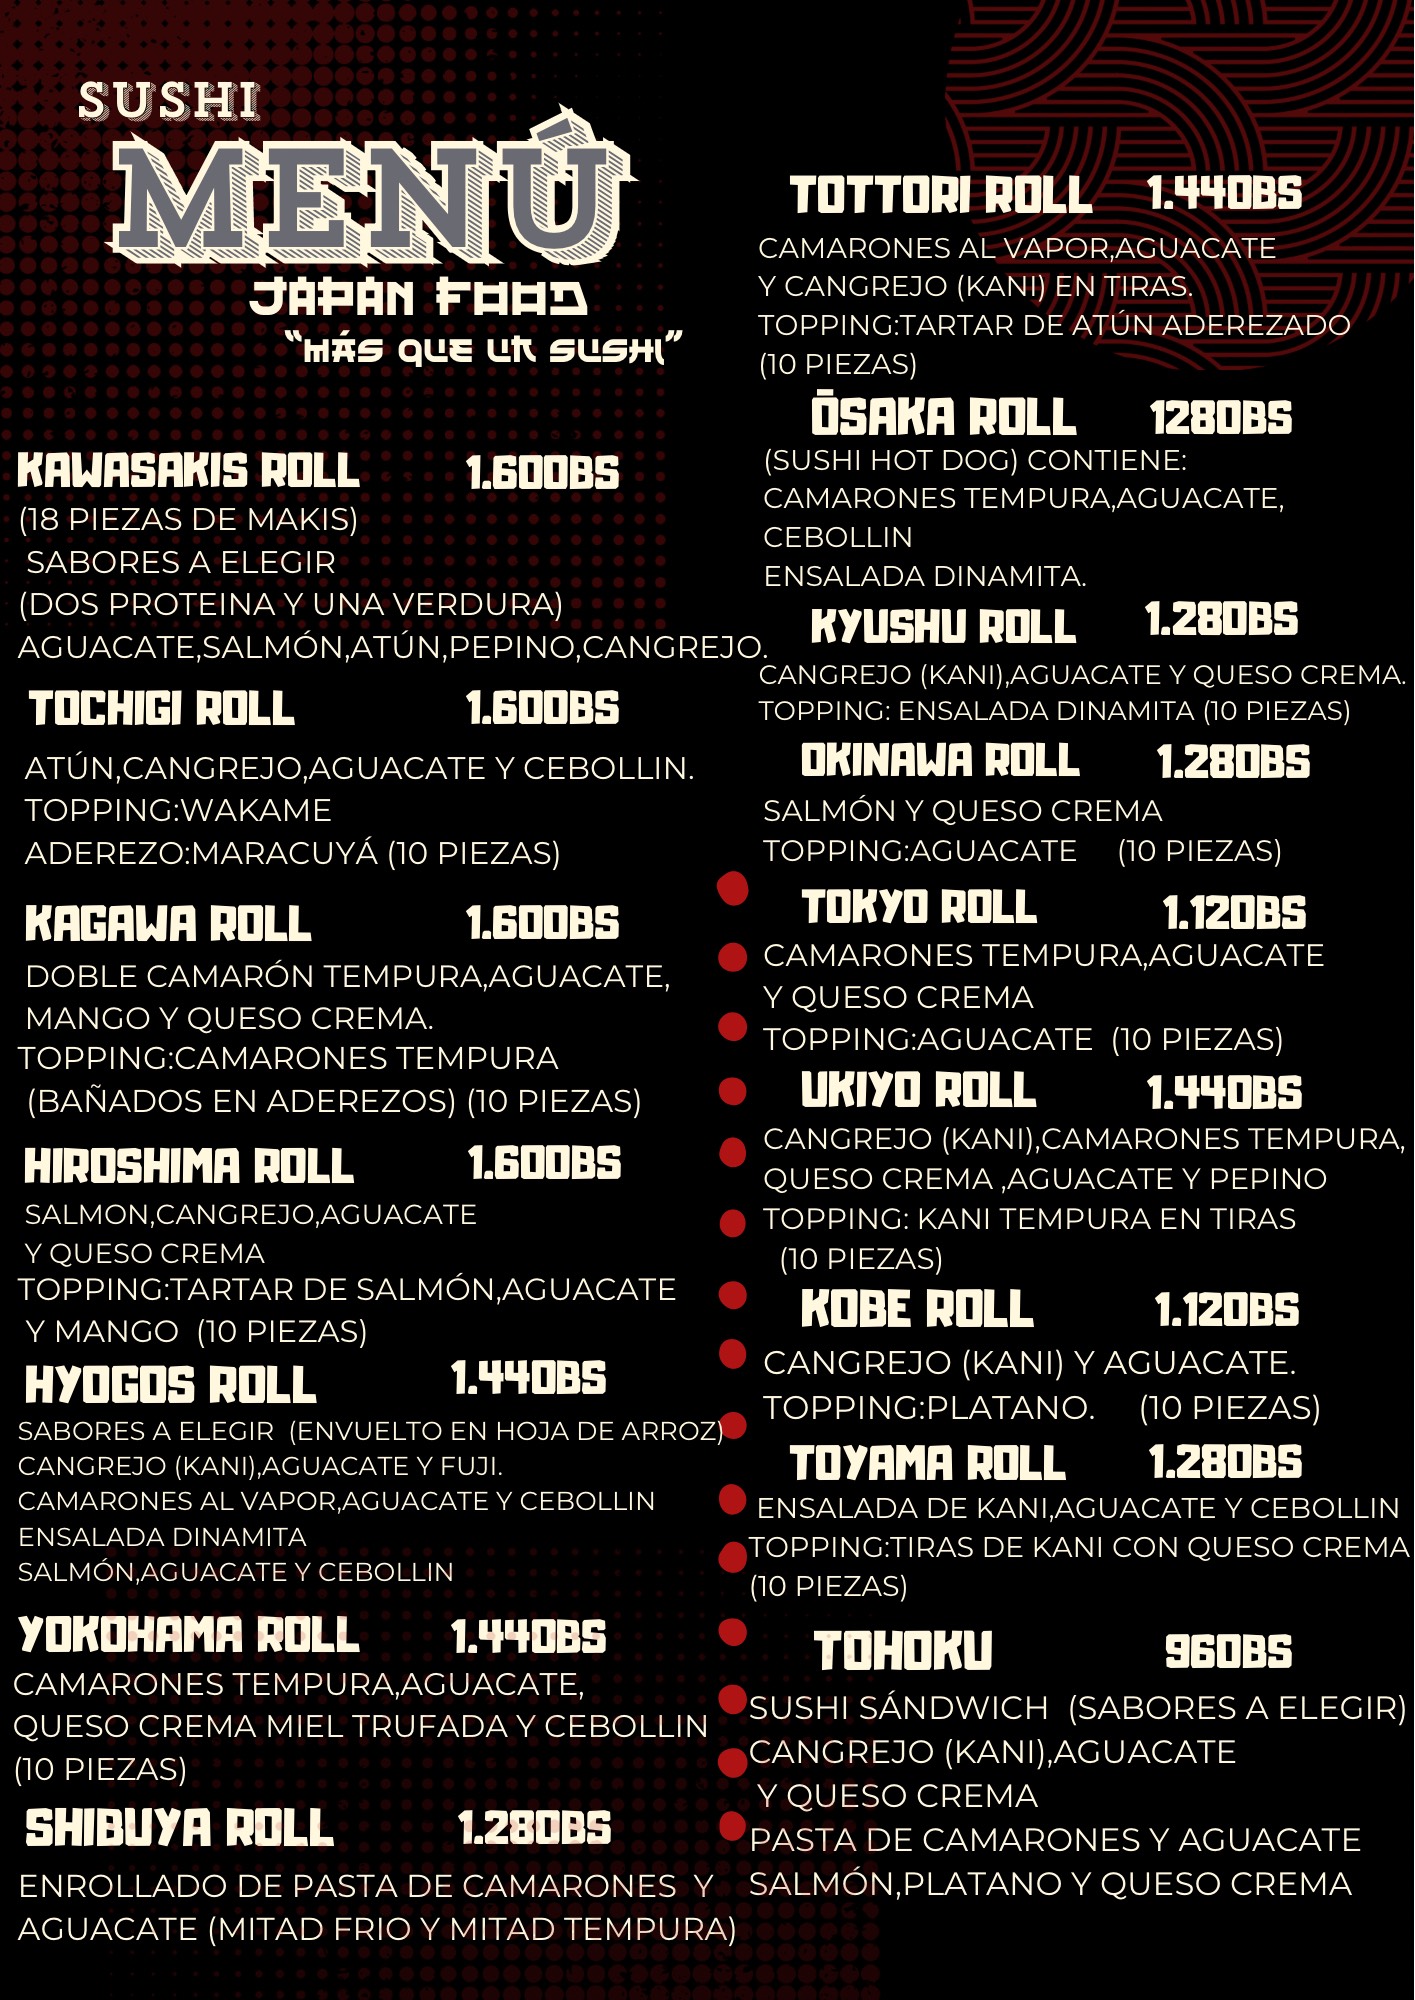 SUSHI
MENÚ
JAPAN FOOD
"MÁS QUE UN SUSHI"
KAWASAKIS ROLL 1.600BS
(18 PIEZAS DE MAKIS)
SABORES A ELEGIR
(DOS PROTEINA Y UNA VERDURA)
AGUACATE,SALMÓN,ATÚN,PEPINO,CANGREJO.
TOCHIGI ROLL 1.600BS
ATÚN,CANGREJO,AGUACATE Y CEBOLLIN.
TOPPING:WAKAME
ADEREZO:MARACUYÁ (10 PIEZAS)
KAGAWA ROLL 1.600BS
DOBLE CAMARÓN TEMPURA,AGUACATE,
MANGO Y QUESO CREMA.
TOPPING:CAMARONES TEMPURA
(BAÑADOS EN ADEREZOS) (10 PIEZAS)
HIROSHIMA ROLL 1.600BS
SALMON,CANGREJO,AGUACATE
Y QUESO CREMA
TOPPING:TARTAR DE SALMÓN,AGUACATE
Y MANGO (10 PIEZAS)
HYOGOS ROLL 1.440BS
SABORES A ELEGIR (ENVUELTO EN HOJA DE ARROZ)
CANGREJO (KANI),AGUACATE Y FUJI.
CAMARONES AL VAPOR,AGUACATE Y CEBOLLIN
ENSALADA DINAMITA
SALMÓN,AGUACATE Y CEBOLLIN
YOKOHAMA ROLL 1.440BS
CAMARONES TEMPURA,AGUACATE,
QUESO CREMA MIEL TRUFADA Y CEBOLLIN
(10 PIEZAS)
SHIBUYA ROLL 1.280BS
ENROLLADO DE PASTA DE CAMARONES Y
AGUACATE (MITAD FRIO Y MITAD TEMPURA)
TOTTORI ROLL 1.440BS
CAMARONES AL VAPOR,AGUACATE
Y CANGREJO (KANI) EN TIRAS.
TOPPING:TARTAR DE ATÚN ADEREZADO
(10 PIEZAS)
ŌSAKA ROLL 1280BS
(SUSHI HOT DOG) CONTIENE:
CAMARONES TEMPURA,AGUACATE,
CEBOLLIN
ENSALADA DINAMITA.
KYUSHU ROLL 1.280BS
CANGREJO (KANI),AGUACATE Y QUESO CREMA.
TOPPING: ENSALADA DINAMITA (10 PIEZAS)
OKINAWA ROLL 1.280BS
SALMÓN Y QUESO CREMA
TOPPING:AGUACATE (10 PIEZAS)
TOKYO ROLL 1.120BS
CAMARONES TEMPURA,AGUACATE
Y QUESO CREMA
TOPPING:AGUACATE (10 PIEZAS)
UKIYO ROLL 1.440BS
CANGREJO (KANI),CAMARONES TEMPURA,
QUESO CREMA ,AGUACATE Y PEPINO
TOPPING: KANI TEMPURA EN TIRAS
(10 PIEZAS)
KOBE ROLL 1.120BS
CANGREJO (KANI) Y AGUACATE.
TOPPING:PLATANO. (10 PIEZAS)
TOYAMA ROLL 1.280BS
ENSALADA DE KANI,AGUACATE Y CEBOLLIN
TOPPING:TIRAS DE KANI CON QUESO CREMA
(10 PIEZAS)
TOHOKU 960BS
SUSHI SÁNDWICH (SABORES A ELEGIR)
CANGREJO (KANI),AGUACATE
Y QUESO CREMA
PASTA DE CAMARONES Y AGUACATE
SALMÓN,PLATANO Y QUESO CREMA